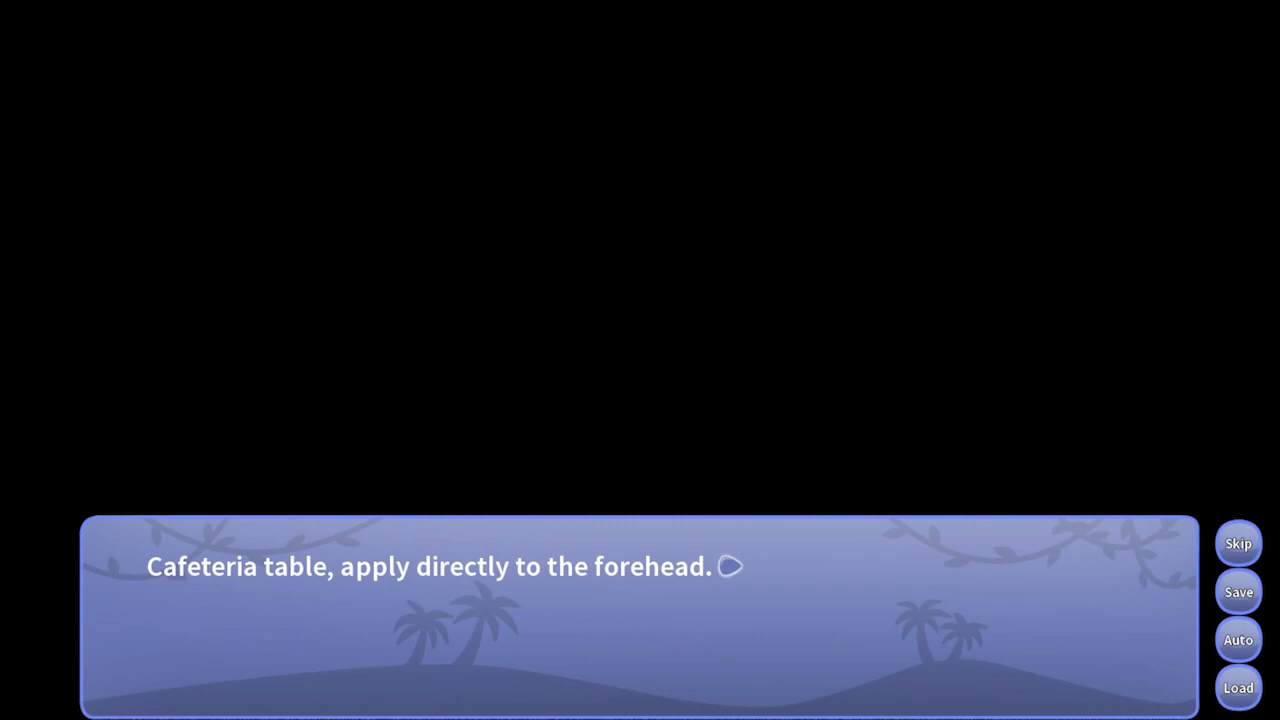 Cafeteria table, apply directly to the forehead.
Skip
Save
Auto
Load